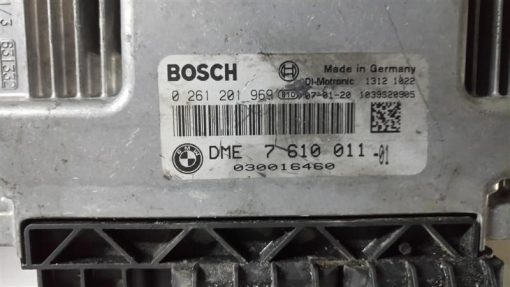 BOSCH
Made in Germany
DI-Motronic 1312 1022
0 261 201 969 07-01-20 1039S20905
DME 7 610 011 -01
030016460